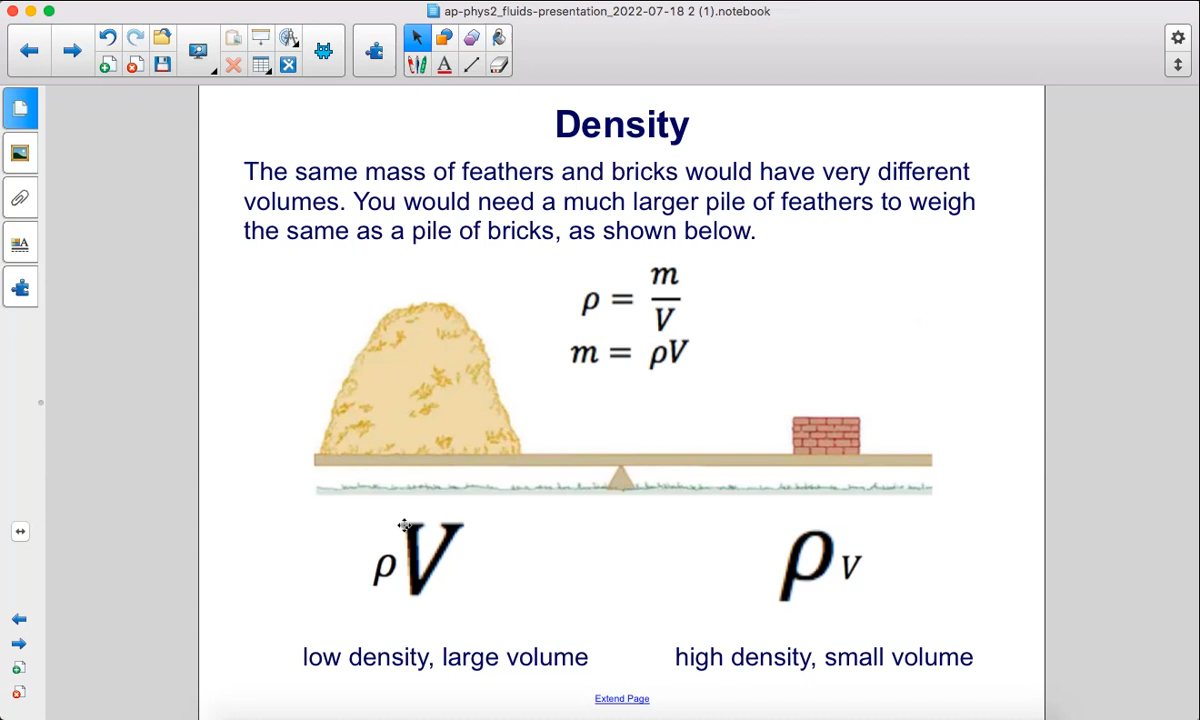 ap-phys2_fluids-presentation_2022-07-18 2 (1).notebook
Density
The same mass of feathers and bricks would have very different
volumes. You would need a much larger pile of feathers to weigh
the same as a pile of bricks, as shown below.
ρ = m/V
m = ρV
ρV
ρV
low density, large volume
high density, small volume
Extend Page